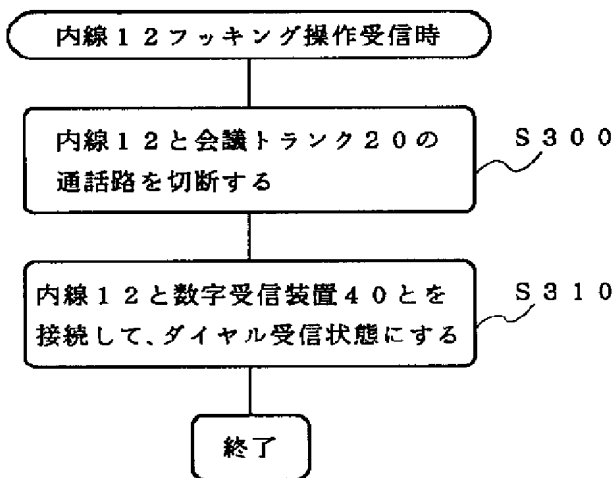 内線12フッキング操作受信時
内線12と会議トランク20の
通話路を切断する
S300
内線12と数字受信装置40とを
接続して、ダイヤル受信状態にする
S310
終了